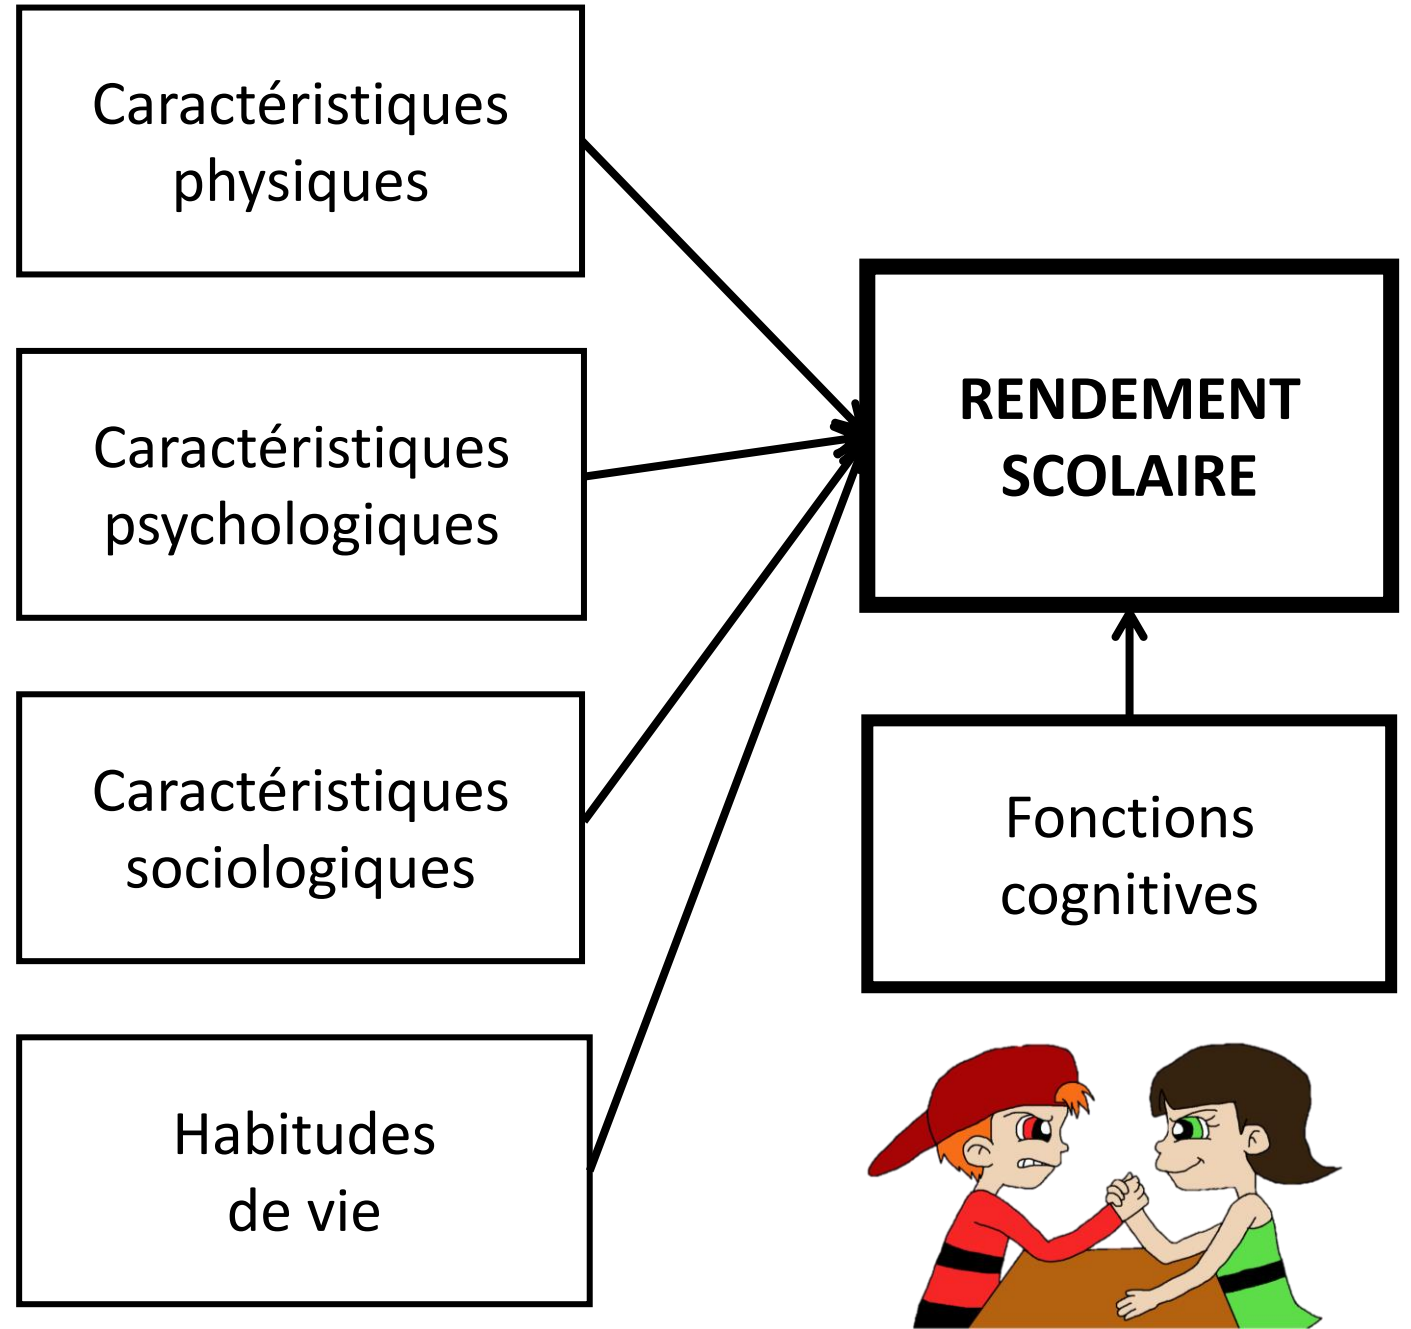 Caractéristiques
physiques
Caractéristiques
psychologiques
Caractéristiques
sociologiques
Habitudes
de vie
RENDEMENT
SCOLAIRE
Fonctions
cognitives